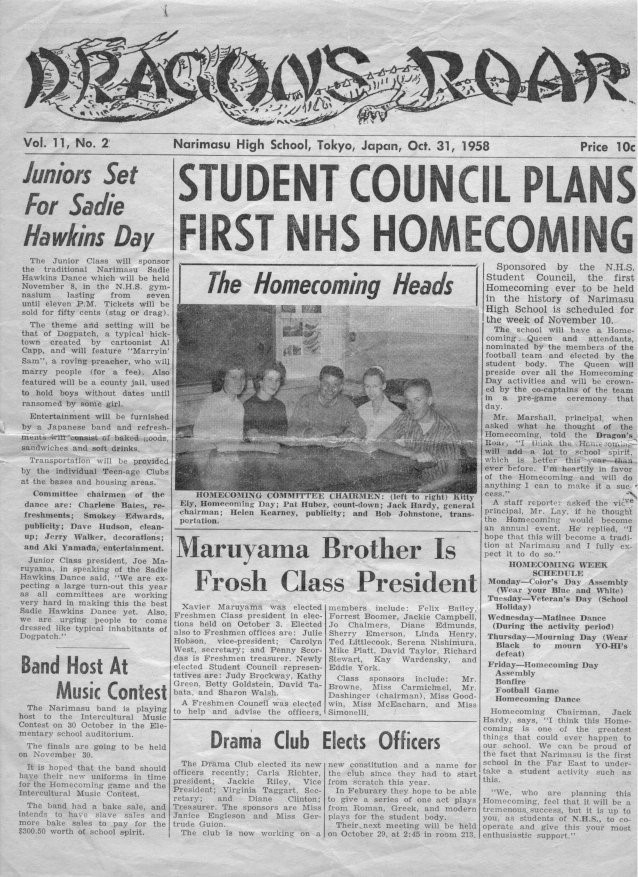 DRAGON'S ROAR
Vol. 11, No. 2
Narimasu High School, Tokyo, Japan, Oct. 31, 1958
Price 10c
Juniors Set
For Sadie
Hawkins Day
The Junior Class will sponsor
the traditional Narimasu Sadie
Hawkins Dance which will be held
November 8, in the N.H.S. gym-
nasium lasting from seven
until eleven P.M. Tickets will be
sold for fifty cents (stag or drag).
The theme and setting will be
that of Dogpatch, a typical hick-
town created by cartoonist Al
Capp, and will feature "Marryin'
Sam", a roving preacher, who will
marry people (for a fee). Also
featured will be a county jail, used
to hold boys without dates until
ransomed by some girl.
Entertainment will be furnished
by a Japanese band and refresh-
ments will consist of baked goods,
sandwiches and soft drinks.
Transportation will be provided
by the individual Teen-age Clubs
at the bases and housing areas.
Committee chairmen of the
dance are: Charlene Bates, re-
freshments; Smokey Edwards,
publicity; Dave Hudson, clean-
up; Jerry Walker, decorations;
and Aki Yamada, entertainment.
Junior Class president, Joe Ma-
ruyama, in speaking of the Sadie
Hawkins Dance said, "We are ex-
pecting a large turn-out this year
as all committees are working
very hard in making this the best
Sadie Hawkins Dance yet. Also,
we are urging people to come
dressed like typical inhabitants of
Dogpatch."
Band Host At
Music Contest
The Narimasu band is playing
host to the Intercultural Music
Contest on 30 October in the Ele-
mentary school auditorium.
The finals are going to be held
on November 30.
It is hoped that the band should
have their new uniforms in time
for the Homecoming game and the
Intercultural Music Contest.
The band had a bake sale, and
intends to have slave sales and
more bake sales to pay for the
$300.50 worth of school spirit.
STUDENT COUNCIL PLANS
FIRST NHS HOMECOMING
The Homecoming Heads
HOMECOMING COMMITTEE CHAIRMEN: (left to right) Kitty
Ely, Homecoming Day; Pat Huber, count-down; Jack Hardy, general
chairman; Helen Kearney, publicity; and Bob Johnstone, trans-
portation.
Maruyama Brother Is
Frosh Class President
Xavier Maruyama was elected
Freshmen Class president in elec-
tions held on October 3. Elected
also to Freshmen offices are: Julie
Hobson, vice-president; Carolyn
West, secretary; and Penny Scor-
das is Freshmen treasurer. Newly
elected Student Council represen-
tatives are: Judy Brockway, Kathy
Green, Betty Goldstein, David Ta-
bata, and Sharon Walsh.
A Freshmen Council was elected
to help and advise the officers,
members include: Felix Bailey,
Forrest Boomer, Jackie Campbell,
Jo Chalmers, Diane Edmunds,
Sherry Emerson, Linda Henry,
Ted Littlecook, Serena Nishimura,
Mike Platt, David Taylor, Richard
Stewart, Kay Wardensky, and
Eddie York.
Class sponsors include: Mr.
Browne, Miss Carmichiel, Mr.
Dashinger (chairman), Miss Good-
win, Miss McEacharn, and Miss
Simonelli.
Drama Club Elects Officers
The Drama Club elected its new
officers recently; Carla Richter,
president; Jackie Riley, Vice
President; Virginia Taggart, Sec-
retary; and Diane Clinton;
Treasurer. The sponsors are Miss
Janice Engleson and Miss Ger-
trude Guion.
The club is now working on a
new constitution and a name for
the club since they had to start
from scratch this year.
In Feburary they hope to be able
to give a series of one act plays
from Roman, Greek, and modern
plays for the student body.
Their next meeting will be held
on October 29, at 2:45 in room 213.
Sponsored by the N.H.S.
Student Council, the first
Homecoming ever to be held
in the history of Narimasu
High School is scheduled for
the week of November 10.
The school will have a Home-
coming Queen and attendants,
nominated by the members of the
football team and elected by the
student body. The Queen will
preside over all the Homecoming
Day activities and will be crown-
ed by the co-captains of the team
in a pre-game ceremony that
day.
Mr. Marshall, principal, when
asked what he thought of the
Homecoming, told the Dragon's
Roar, "I think the Homecoming
will add a lot to school spirit,
which is better this year than
ever before. I'm heartily in favor
of the Homecoming and will do
anything I can to make it a suc-
cess."
A staff reporter asked the vice
principal, Mr. Lay, if he thought
the Homecoming would become
an annual event. He replied, "I
hope that this will become a tradi-
tion at Narimasu and I fully ex-
pect it to do so."
HOMECOMING WEEK
SCHEDULE
Monday—Color's Day Assembly
(Wear your Blue and White)
Tuesday—Veteran's Day (School
Holiday)
Wednesday—Matinee Dance
(During the activity period)
Thursday—Mourning Day (Wear
Black to mourn YO-HI's
defeat)
Friday—Homecoming Day
Assembly
Bonfire
Football Game
Homecoming Dance
Homecoming Chairman, Jack
Hardy, says, "I think this Home-
coming is one of the greatest
things that could ever happen to
our school. We can be proud of
the fact that Narimasu is the first
school in the Far East to under-
take a student activity such as
this.
"We, who are planning this
Homecoming, feel that it will be a
tremenous success, but it is up to
you, as students of N.H.S., to co-
operate and give this your most
enthusiastic support."